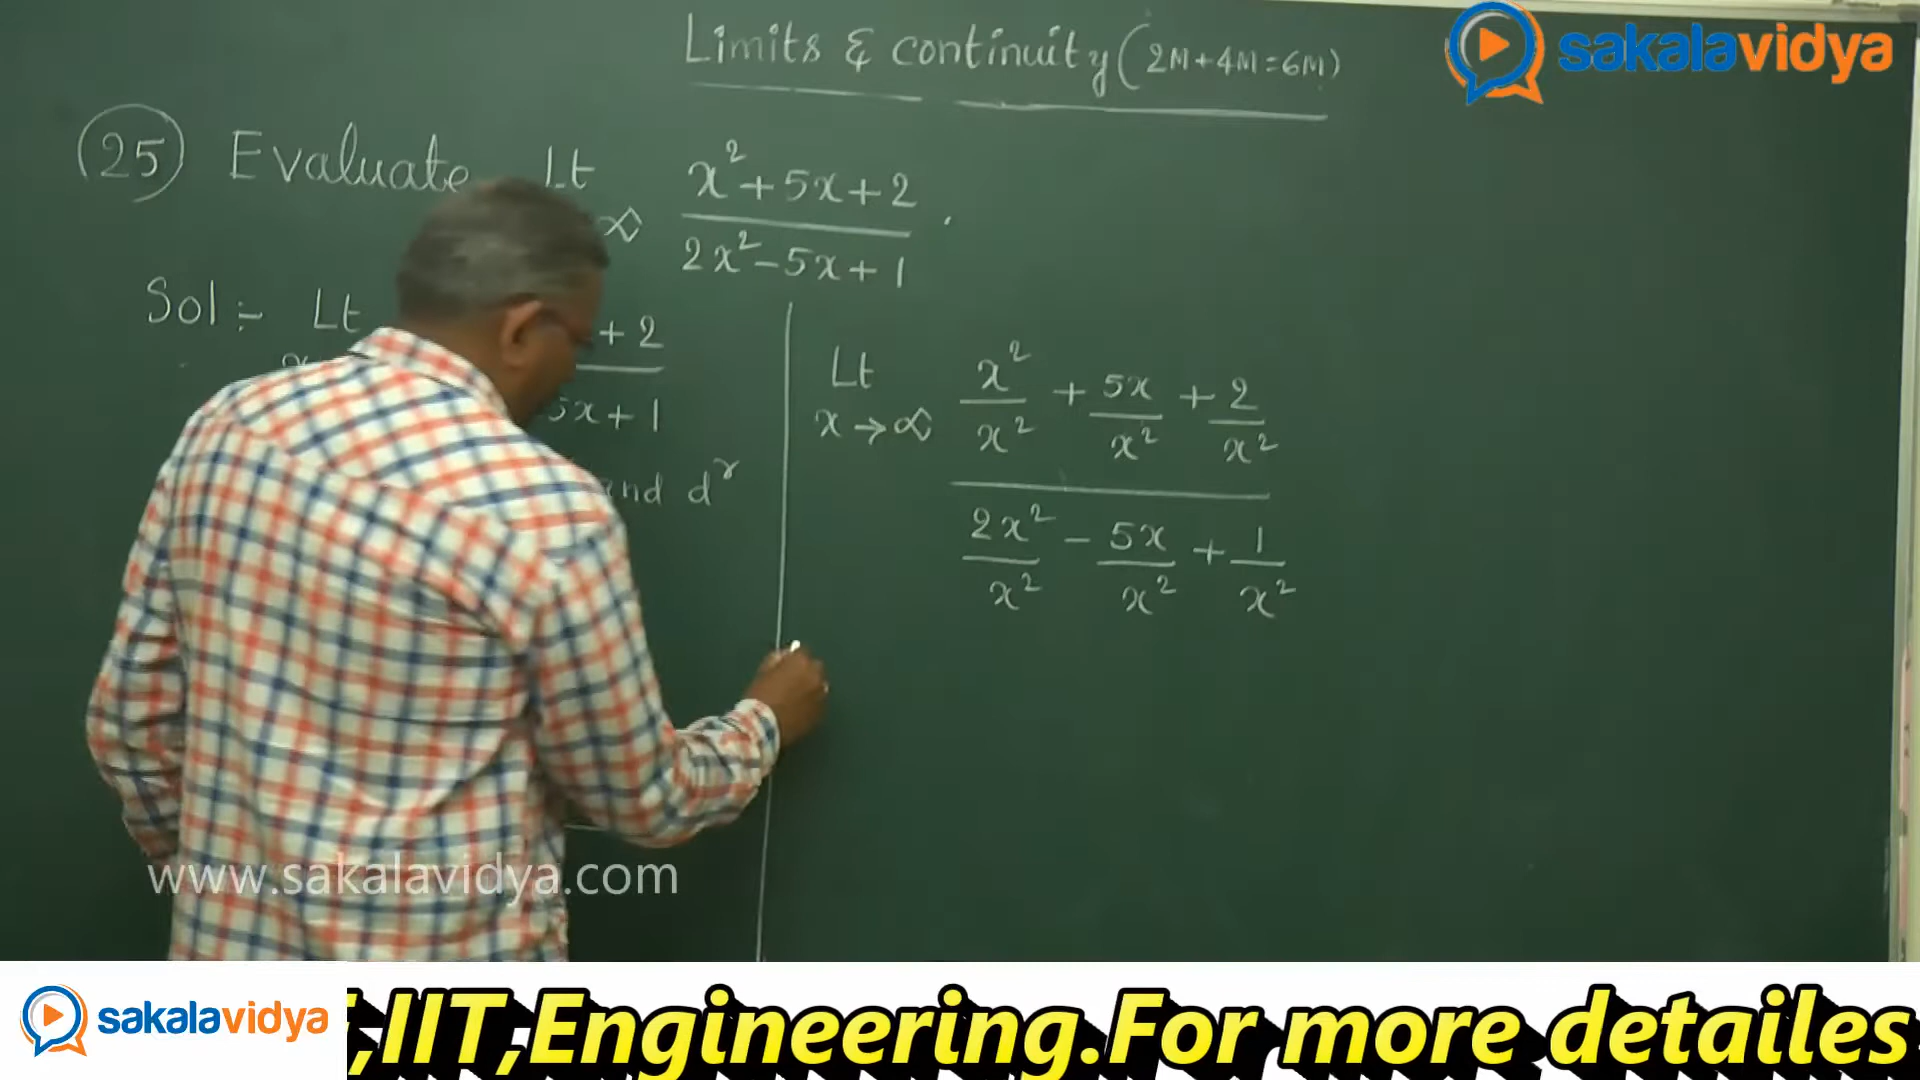 Limits & continuity (2M+4M=6M)
sakalavidya
25 Evaluate Lt x²+5x+2
∞ 2x²-5x+1 .
Sol :- Lt +2
5x+1
and dʳ
Lt x²/x² + 5x/x² + 2/x²
x→∞
2x²/x² - 5x/x² + 1/x²
www.sakalavidya.com
sakalavidya
,IIT,Engineering.For more detailes